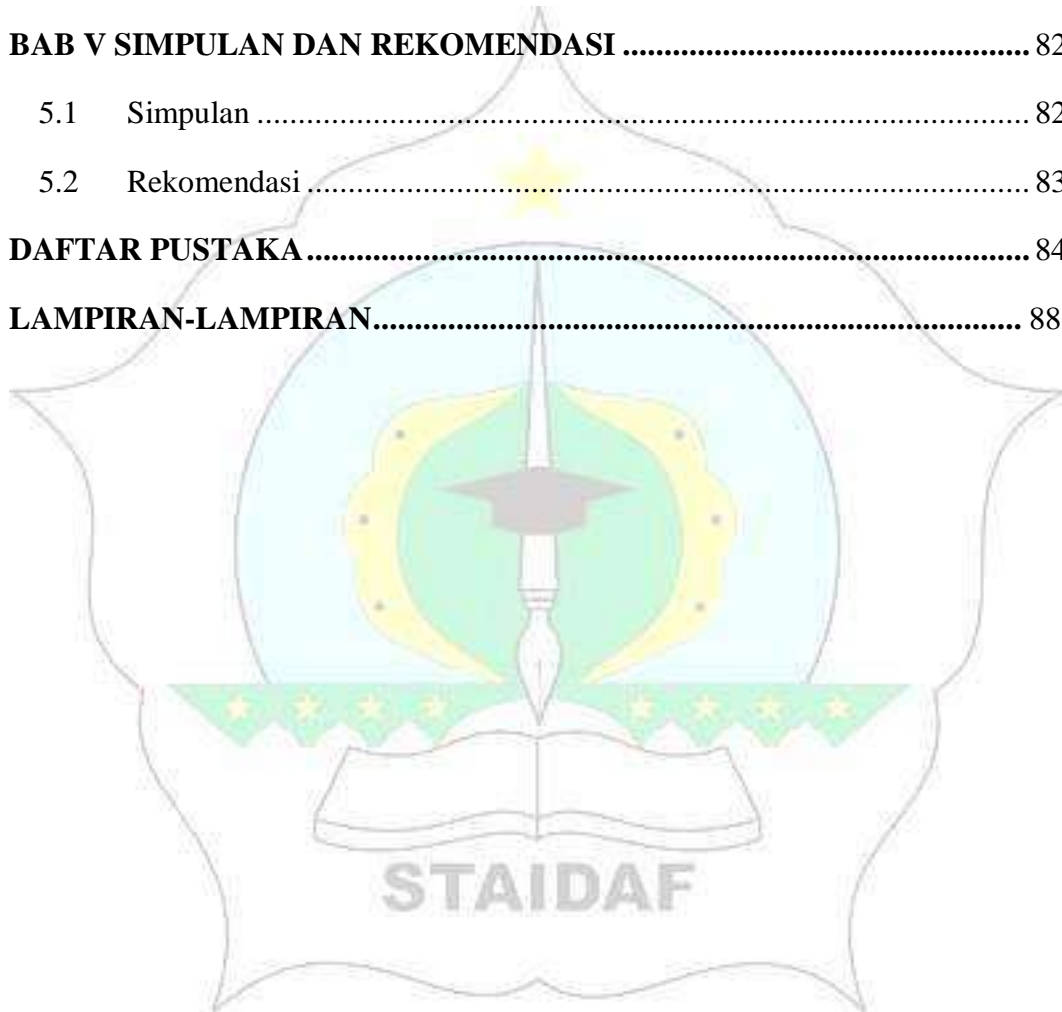 BAB V SIMPULAN DAN REKOMENDASI .................................................. 82
5.1 Simpulan .............................................................................................. 82
5.2 Rekomendasi ........................................................................................ 83
DAFTAR PUSTAKA ......................................................................................... 84
LAMPIRAN-LAMPIRAN ................................................................................ 88
STAIDAF